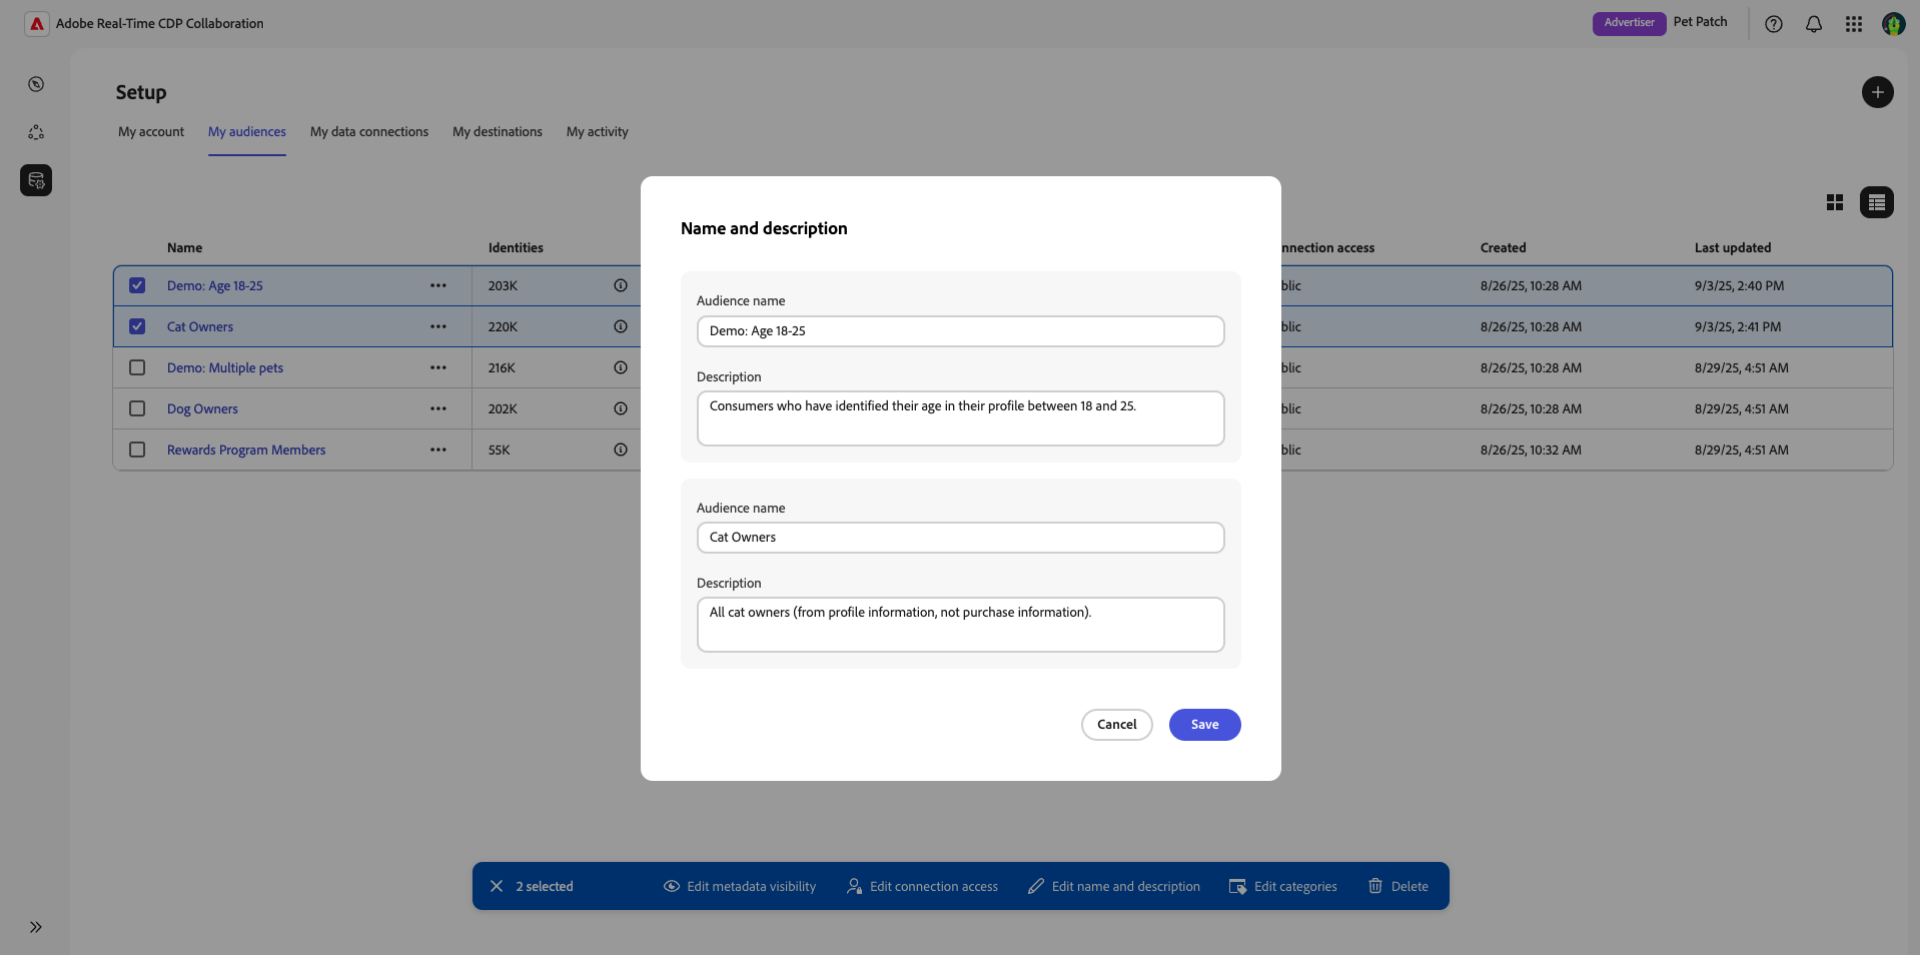 Adobe Real-Time CDP Collaboration
Advertiser Pet Patch
Setup
My account My audiences My data connections My destinations My activity
Name Identities nnection access Created Last updated
Demo: Age 18-25 ••• 203K blic 8/26/25, 10:28 AM 9/3/25, 2:40 PM
Cat Owners ••• 220K blic 8/26/25, 10:28 AM 9/3/25, 2:41 PM
Demo: Multiple pets ••• 216K blic 8/26/25, 10:28 AM 8/29/25, 4:51 AM
Dog Owners ••• 202K blic 8/26/25, 10:28 AM 8/29/25, 4:51 AM
Rewards Program Members ••• 55K blic 8/26/25, 10:32 AM 8/29/25, 4:51 AM
Name and description
Audience name
Demo: Age 18-25
Description
Consumers who have identified their age in their profile between 18 and 25.
Audience name
Cat Owners
Description
All cat owners (from profile information, not purchase information).
Cancel Save
2 selected Edit metadata visibility Edit connection access Edit name and description Edit categories Delete